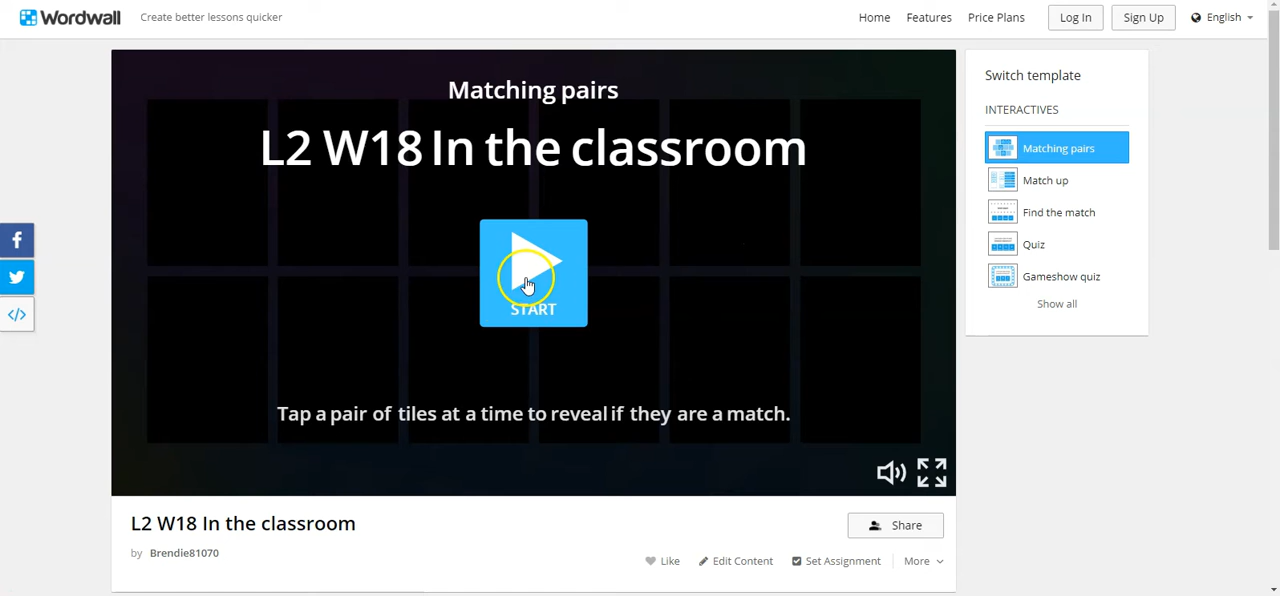 Wordwall
Create better lessons quicker
Home
Features
Price Plans
Log In
Sign Up
English
Matching pairs
L2 W18 In the classroom
START
Tap a pair of tiles at a time to reveal if they are a match.
Switch template
INTERACTIVES
Matching pairs
Match up
Find the match
Quiz
Gameshow quiz
Show all
L2 W18 In the classroom
by Brendie81070
Share
Like
Edit Content
Set Assignment
More